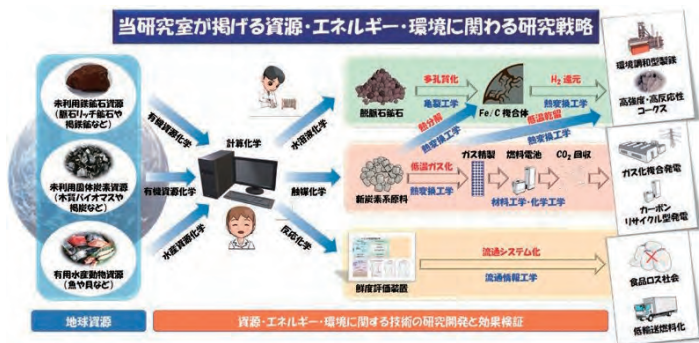 当研究室が掲げる資源・エネルギー・環境に関わる研究戦略
未利用鉄鉱石資源
(脈石リッチ鉱石や
褐鉄鉱など)
未利用固体炭素資源
(木質バイオマスや
褐炭など)
有用水産動物資源
(魚や貝など)
地球資源
有機資源化学
有機資源化学
水産資源化学
計算化学
水溶液化学
触媒化学
反応化学
脱脈石鉱石
多孔質化
亀裂工学
Fe/C 複合体
H₂ 還元
熱変換工学
熱分解
熱変換工学
低温乾留
熱変換工学
新炭素系原料
低温ガス化
熱変換工学
ガス精製
燃料電池
CO₂ 回収
材料工学・化学工学
鮮度評価装置
流通システム化
流通情報工学
環境調和型製鉄
高強度・高反応性
コークス
ガス化複合発電
カーボン
リサイクル型発電
食品ロス社会
低輸送燃料化
資源・エネルギー・環境に関する技術の研究開発と効果検証